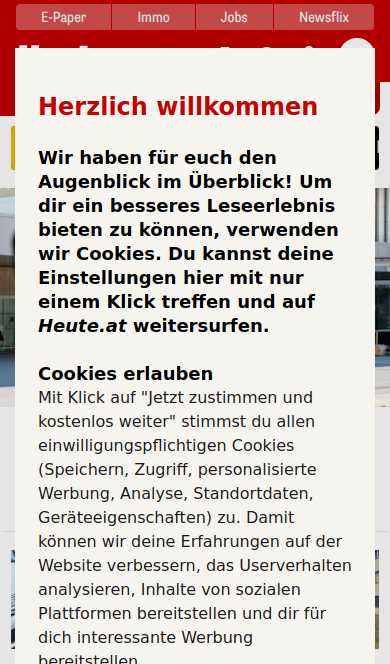 E-Paper
Immo
Jobs
Newsflix
Herzlich willkommen
Wir haben für euch den
Augenblick im Überblick! Um
dir ein besseres Leseerlebnis
bieten zu können, verwenden
wir Cookies. Du kannst deine
Einstellungen hier mit nur
einem Klick treffen und auf
Heute.at weitersurfen.
Cookies erlauben
Mit Klick auf "Jetzt zustimmen und
kostenlos weiter" stimmst du allen
einwilligungspflichtigen Cookies
(Speichern, Zugriff, personalisierte
Werbung, Analyse, Standortdaten,
Geräteeigenschaften) zu. Damit
können wir deine Erfahrungen auf der
Website verbessern, das Userverhalten
analysieren, Inhalte von sozialen
Plattformen bereitstellen und dir für
dich interessante Werbung
bereitstellen